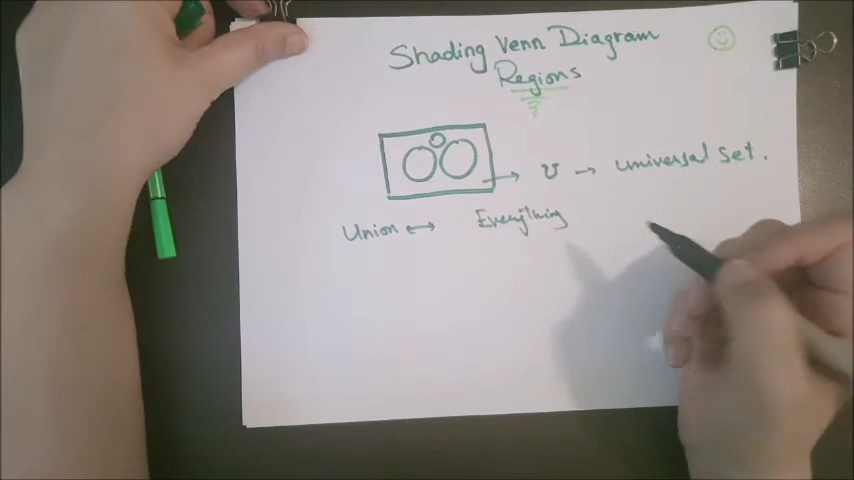 Shading Venn Diagram
Regions
→ U → Universal Set.
Union ↔ Everything